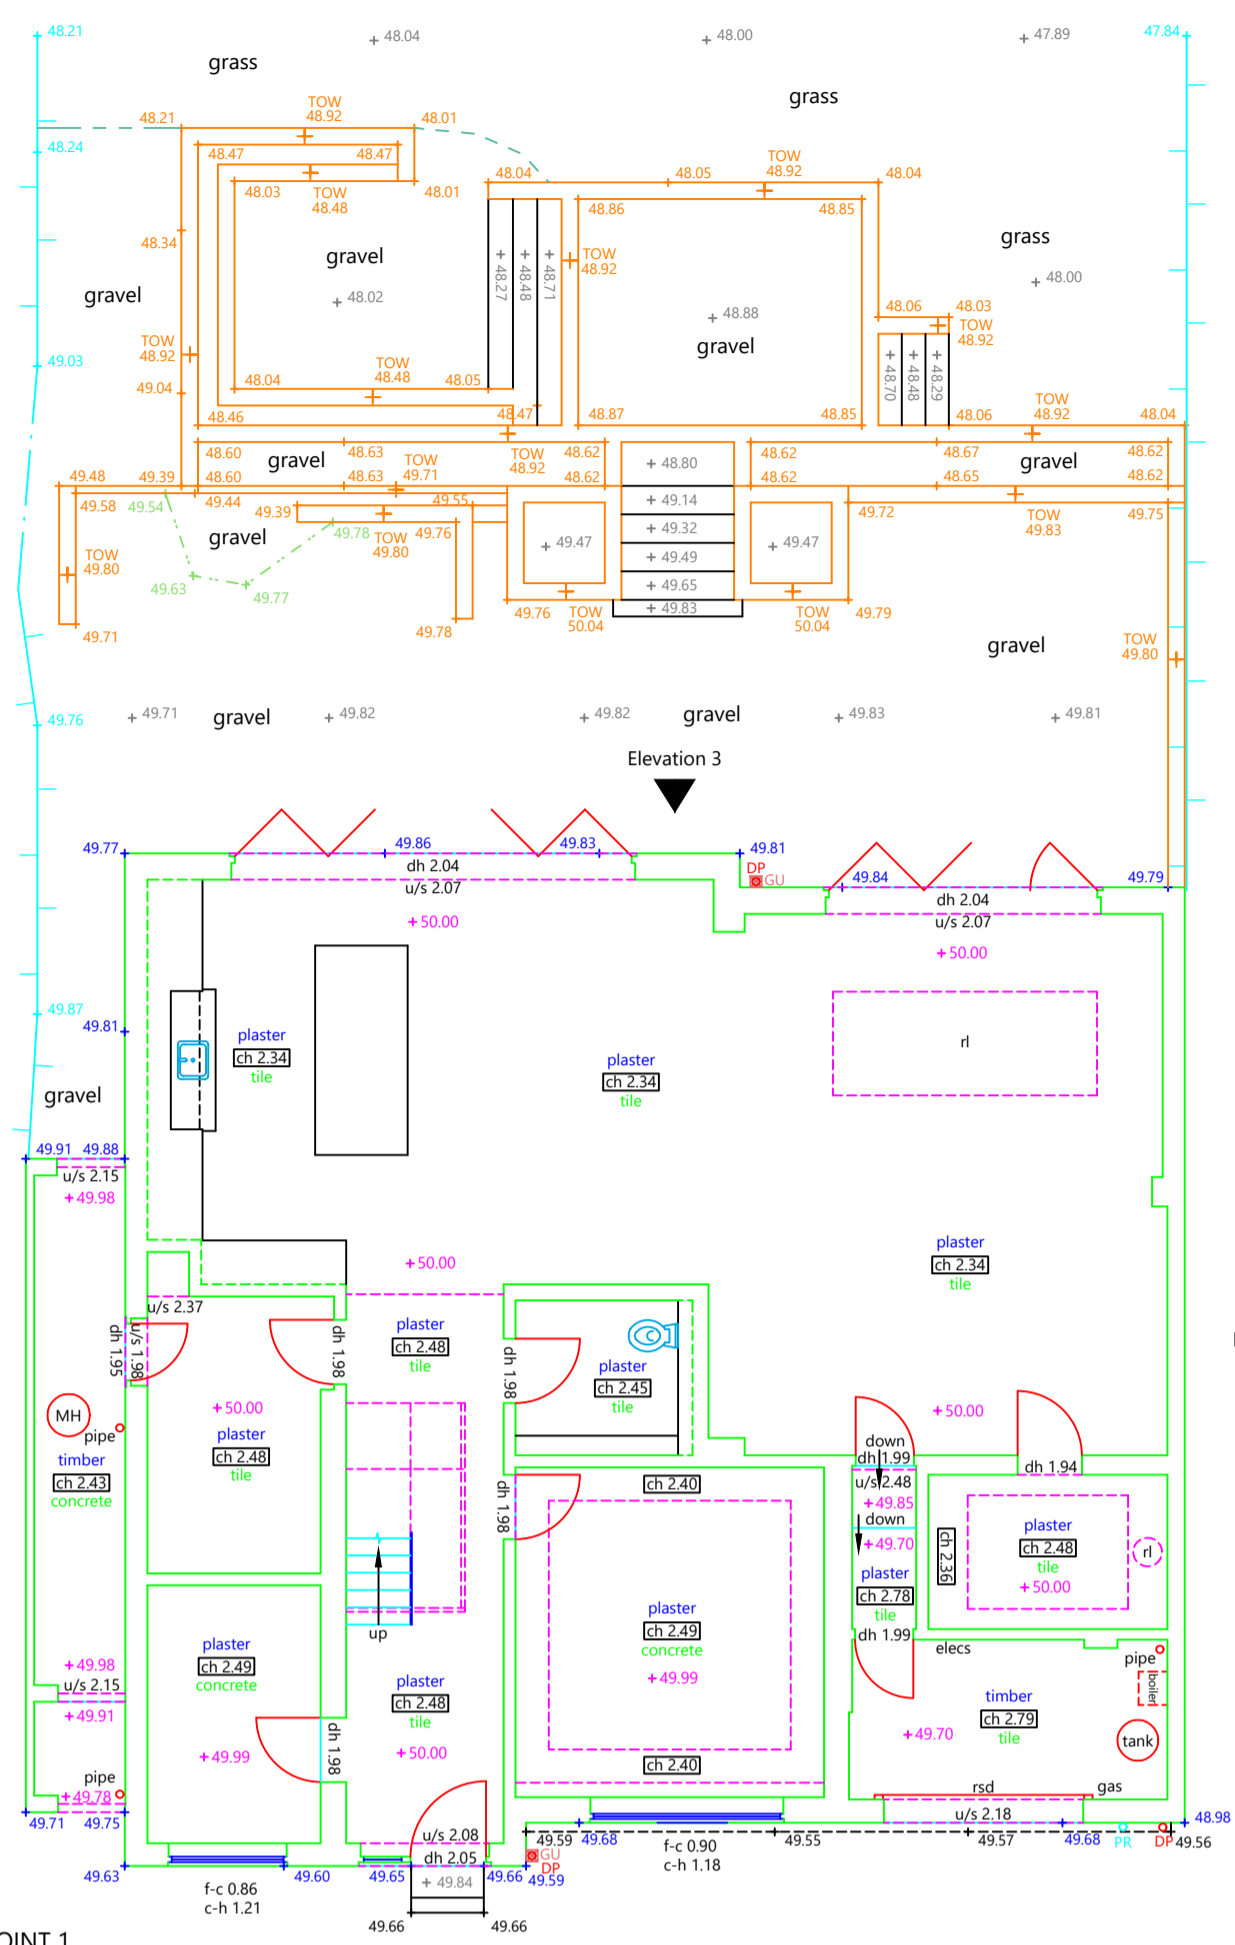 48.21
48.04
48.00
47.89
47.84
grass
grass
TOW
48.92
48.21
48.01
48.24
48.47
48.47
48.03
TOW
48.48
48.01
48.04
48.05
TOW
48.92
48.04
48.86
48.85
48.34
gravel
gravel
48.02
48.27
48.48
48.71
TOW
48.92
grass
48.00
48.88
gravel
48.06
48.03
TOW
48.92
TOW
48.92
49.03
49.04
48.04
TOW
48.48
48.05
48.70
48.48
48.29
48.46
48.47
48.87
48.85
48.06
TOW
48.92
48.04
48.60
48.63
TOW
48.92
48.62
48.80
48.62
48.67
48.62
gravel
gravel
49.48
49.39
48.60
48.63
TOW
49.71
48.62
48.62
48.65
48.62
49.58
49.54
49.44
49.39
49.55
49.14
49.72
TOW
49.83
49.75
gravel
49.78
TOW
49.80
49.76
49.32
49.47
49.47
49.49
TOW
49.80
49.63
49.77
49.65
49.71
49.78
49.76
TOW
50.04
49.83
TOW
50.04
49.79
gravel
TOW
49.80
49.71
gravel
49.82
49.82
gravel
49.83
49.81
49.76
Elevation 3
49.77
49.86
49.83
49.81
dh 2.04
u/s 2.07
DP
GU
49.84
49.79
dh 2.04
u/s 2.07
50.00
50.00
49.87
49.81
plaster
ch 2.34
tile
plaster
ch 2.34
tile
rl
gravel
49.91
49.88
u/s 2.15
49.98
50.00
plaster
ch 2.34
tile
u/s 2.37
dh 1.95
u/s 1.98
dh 1.98
plaster
ch 2.48
tile
dh 1.98
plaster
ch 2.45
tile
MH
pipe
timber
ch 2.43
concrete
50.00
plaster
ch 2.48
tile
50.00
down
dh 1.99
u/s 2.48
49.85
down
49.70
plaster
ch 2.78
tile
dh 1.99
dh 1.94
ch 2.36
plaster
ch 2.48
tile
50.00
rl
dh 1.98
ch 2.40
plaster
ch 2.49
concrete
49.99
ch 2.40
up
plaster
ch 2.49
concrete
49.99
dh 1.98
plaster
ch 2.48
tile
50.00
49.98
u/s 2.15
49.91
pipe
49.78
elecs
pipe
boiler
timber
ch 2.79
tile
49.70
tank
rsd
gas
u/s 2.18
49.71
49.75
u/s 2.08
dh 2.05
49.59
49.68
f-c 0.90
c-h 1.18
49.55
49.57
49.68
PR
DP
49.56
48.98
GU
DP
49.59
49.63
49.60
49.65
49.66
f-c 0.86
c-h 1.21
49.84
49.66
49.66
OINT 1